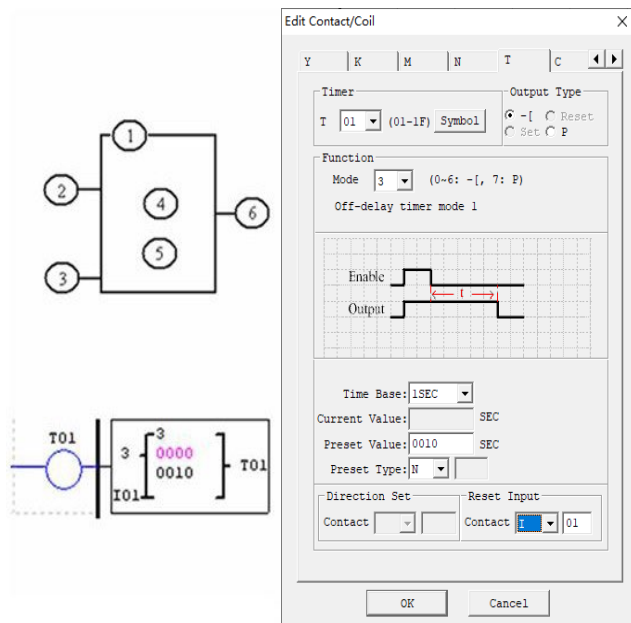 Edit Contact/Coil
Y K M N T C
Timer
T 01 (01-1F) Symbol
Output Type
-[ Reset
Set P
Function
Mode 3 (0~6: -[, 7: P)
Off-delay timer mode 1
Enable
t
Output
Time Base: 1SEC
Current Value: SEC
Preset Value: 0010 SEC
Preset Type: N
Direction Set
Contact
Reset Input
Contact I 01
OK Cancel
1
2
3
4
5
6
T01
3
3
0000
0010
I01
T01